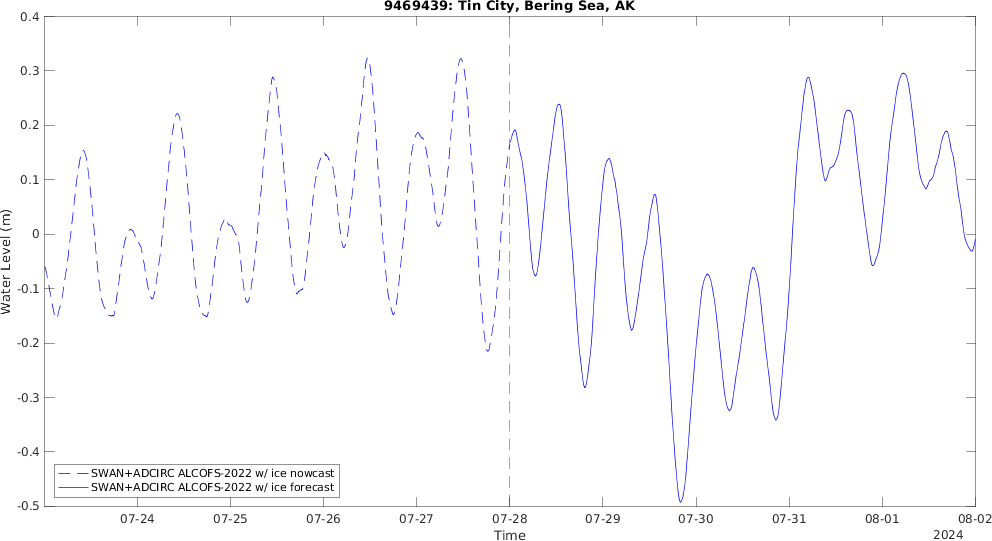 9469439: Tin City, Bering Sea, AK
0.4
0.3
0.2
0.1
0
-0.1
-0.2
-0.3
-0.4
-0.5
Water Level (m)
SWAN+ADCIRC ALCOFS-2022 w/ ice nowcast
SWAN+ADCIRC ALCOFS-2022 w/ ice forecast
07-24 07-25 07-26 07-27 07-28 07-29 07-30 07-31 08-01 08-02
Time
2024